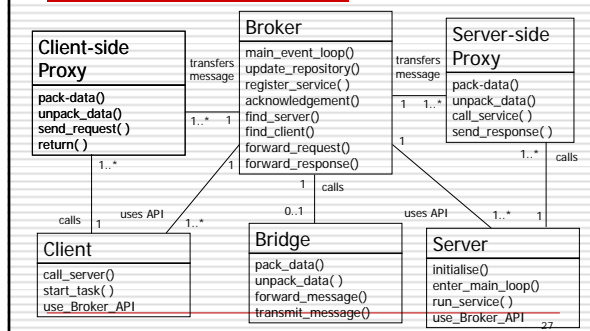 Client-side
Proxy
pack-data()
unpack_data()
send_request( )
return( )
transfers
message
1..*
1
Broker
main_event_loop()
update_repository()
register_service( )
acknowledgement()
find_server()
find_client()
forward_request()
forward_response()
transfers
message
1
1..*
Server-side
Proxy
pack-data()
unpack_data()
call_service( )
send_response( )
1..*
calls
1
1..*
calls
1
uses API
1
1..*
1
calls
0..1
uses API
1
1..*
Client
call_server()
start_task( )
use_Broker_API
Bridge
pack_data()
unpack_data( )
forward_message()
transmit_message()
Server
initialise()
enter_main_loop()
run_service( )
use_Broker_API
27